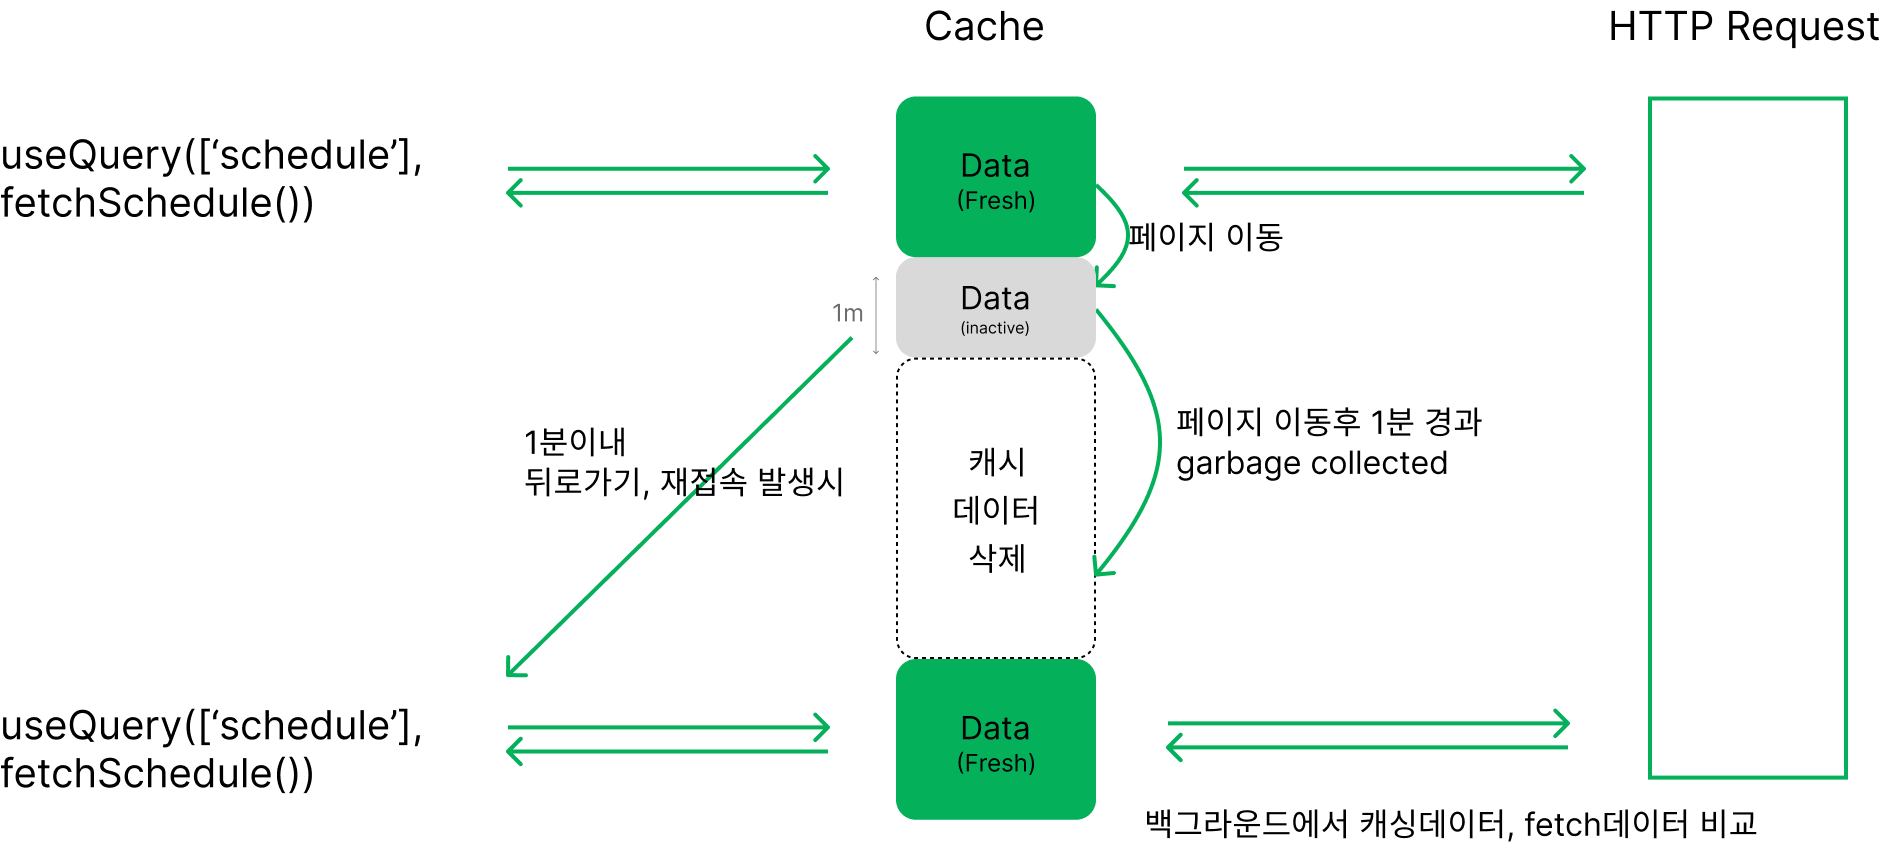 Cache
HTTP Request
useQuery([‘schedule’],
fetchSchedule())
Data
(Fresh)
페이지 이동
1m
Data
(inactive)
1분이내
뒤로가기, 재접속 발생시
캐시
데이터
삭제
페이지 이동후 1분 경과
garbage collected
useQuery([‘schedule’],
fetchSchedule())
Data
(Fresh)
백그라운드에서 캐싱데이터, fetch데이터 비교